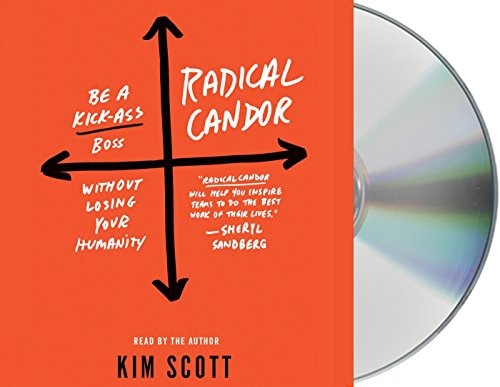 BE A
KICK-ASS
BOSS
RADICAL
CANDOR
WITHOUT
LOSING
YOUR
HUMANITY
"RADICAL CANDOR
WILL HELP YOU INSPIRE
TEAMS TO DO THE BEST
WORK OF THEIR LIVES."
—SHERYL
SANDBERG
READ BY THE AUTHOR
KIM SCOTT